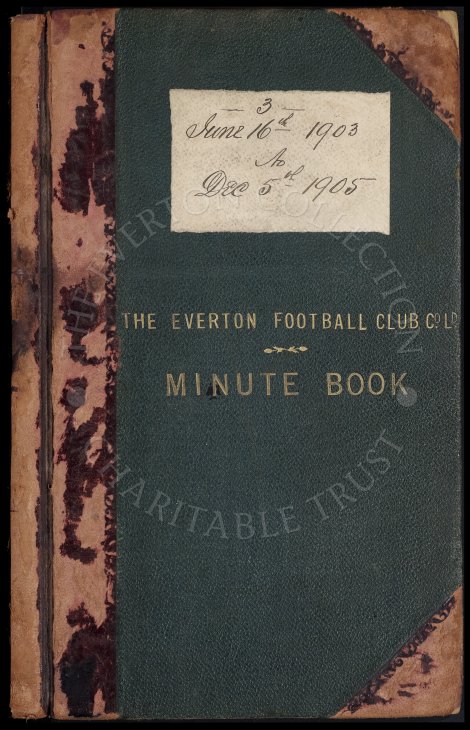 — 3 —
June 16th 1903
to
Dec 5th 1905
THE EVERTON FOOTBALL CLUB Co LD
MINUTE BOOK
THE EVERTON COLLECTION
CHARITABLE TRUST